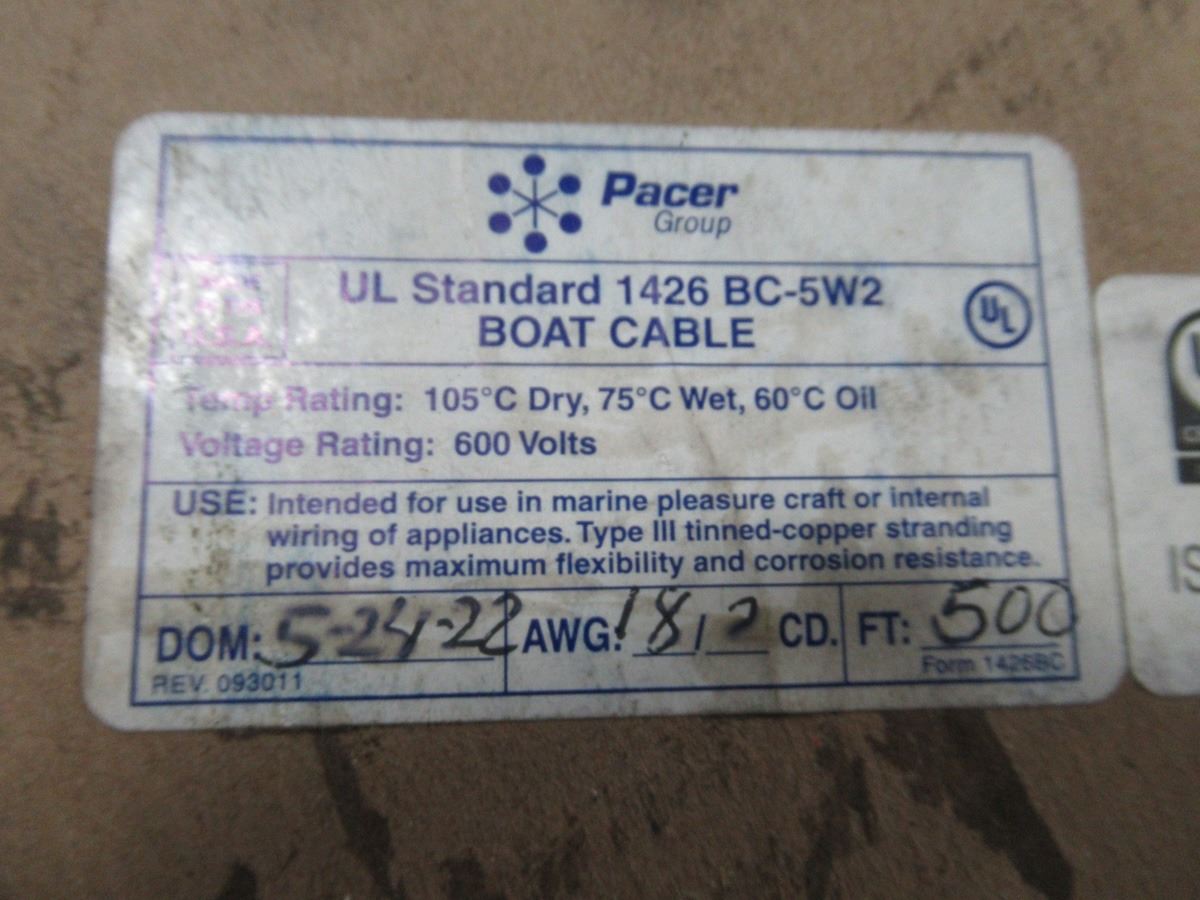 Pacer
Group
UL Standard 1426 BC-5W2
BOAT CABLE
UL
Temp Rating: 105°C Dry, 75°C Wet, 60°C Oil
Voltage Rating: 600 Volts
USE: Intended for use in marine pleasure craft or internal
wiring of appliances. Type III tinned-copper stranding
provides maximum flexibility and corrosion resistance.
DOM: 5-24-22 AWG: 18/2 CD. FT: 500
REV. 093011 Form 1426BC
IS